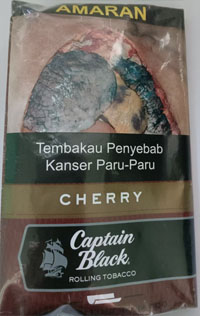 AMARAN
Tembakau Penyebab
Kanser Paru-Paru
CHERRY
Captain
Black
ROLLING TOBACCO